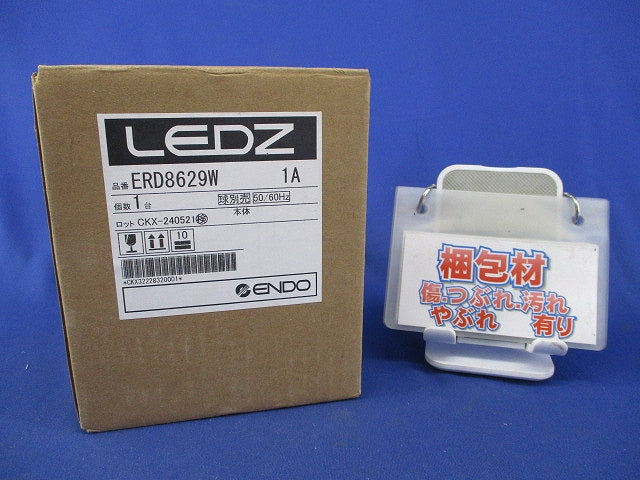 LEDZ
品番 ERD8629W 1A
個数 1 台 球別売 50/60Hz
本体
ロット CKX-240521
10
*CKX32228320001*
ENDO
梱包材
傷.つぶれ.汚れ
やぶれ 有り